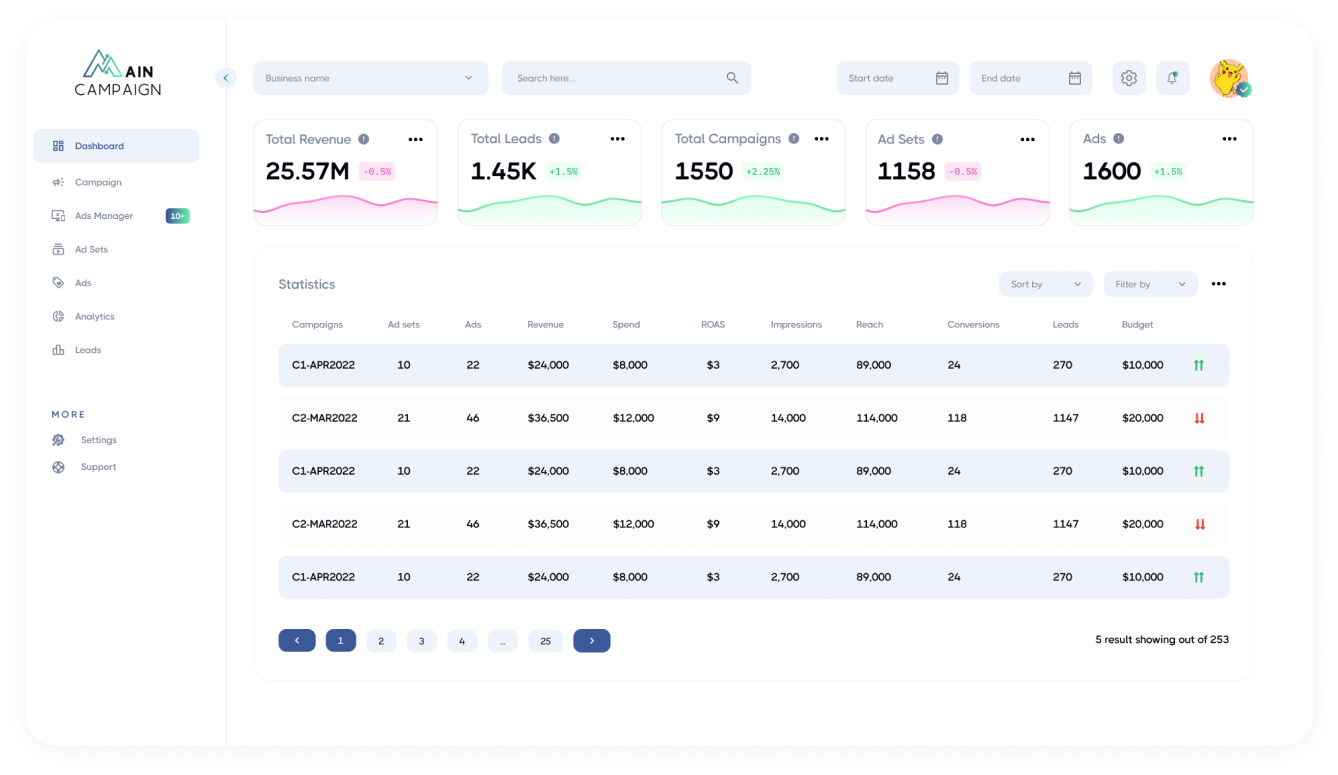 AIN
CAMPAIGN
Dashboard
Campaign
Ads Manager 10+
Ad Sets
Ads
Analytics
Leads
MORE
Settings
Support
Business name
Search here...
Start date
End date
Total Revenue
25.57M -0.5%
Total Leads
1.45K +1.5%
Total Campaigns
1550 +2.25%
Ad Sets
1158 -0.5%
Ads
1600 +1.5%
Statistics
Sort by
Filter by
Campaigns Ad sets Ads Revenue Spend ROAS Impressions Reach Conversions Leads Budget
C1-APR2022 10 22 $24,000 $8,000 $3 2,700 89,000 24 270 $10,000
C2-MAR2022 21 46 $36,500 $12,000 $9 14,000 114,000 118 1147 $20,000
C1-APR2022 10 22 $24,000 $8,000 $3 2,700 89,000 24 270 $10,000
C2-MAR2022 21 46 $36,500 $12,000 $9 14,000 114,000 118 1147 $20,000
C1-APR2022 10 22 $24,000 $8,000 $3 2,700 89,000 24 270 $10,000
1 2 3 4 ... 25
5 result showing out of 253